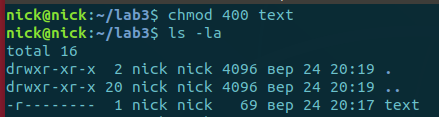 nick@nick:~/lab3$ chmod 400 text
nick@nick:~/lab3$ ls -la
total 16
drwxr-xr-x  2 nick nick 4096 вер 24 20:19 .
drwxr-xr-x 20 nick nick 4096 вер 24 20:19 ..
-r--------  1 nick nick   69 вер 24 20:17 text